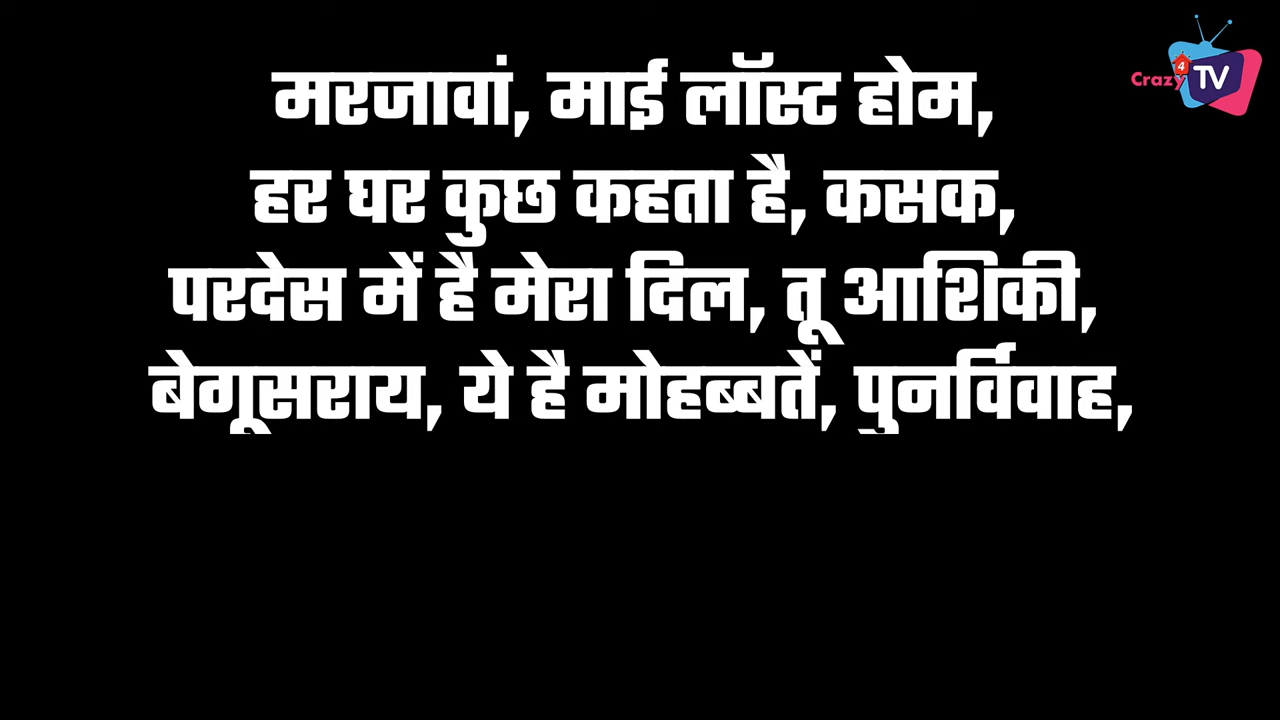 मरजावां, माई लॉस्ट होम,
हर घर कुछ कहता है, कसक,
परदेस में है मेरा दिल, तू आशिकी,
बेगूसराय, ये है मोहब्बतें, पुनर्विवाह,
Crazy 4 TV